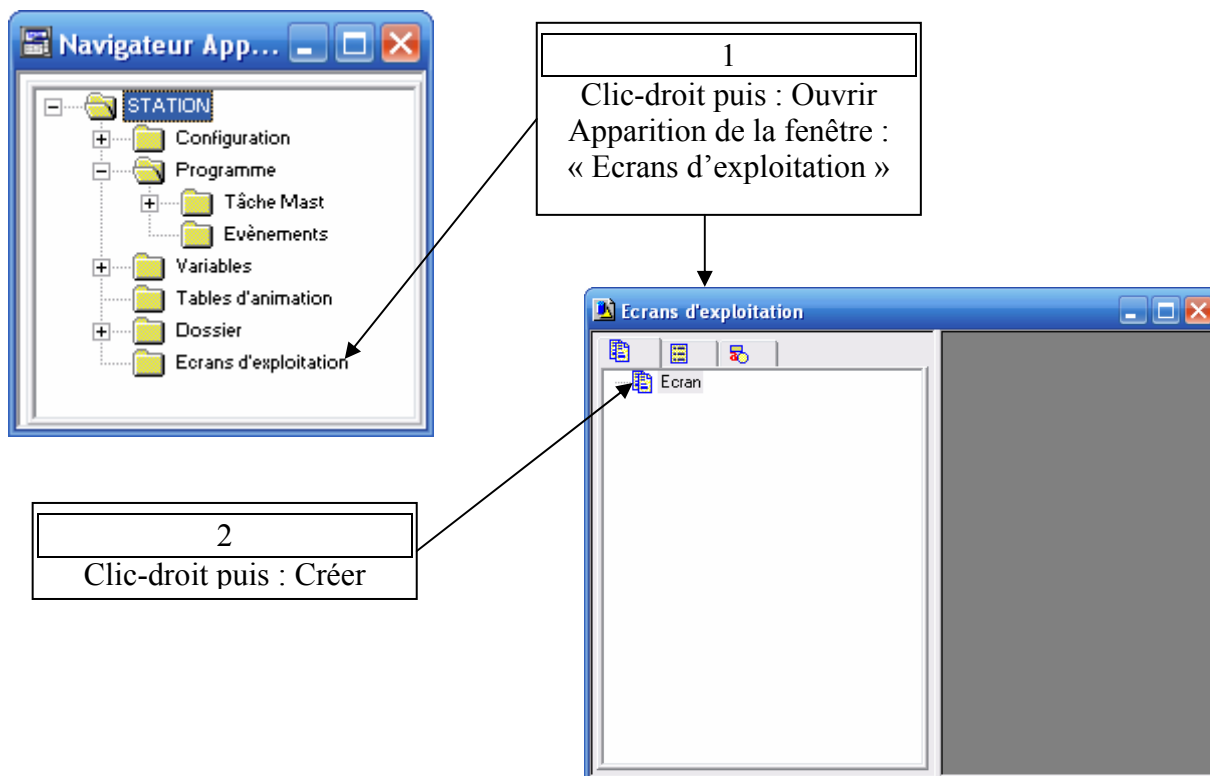 Navigateur App...
STATION
Configuration
Programme
Tâche Mast
Evènements
Variables
Tables d'animation
Dossier
Ecrans d'exploitation
1
Clic-droit puis : Ouvrir
Apparition de la fenêtre :
« Ecrans d’exploitation »
Ecrans d'exploitation
Ecran
2
Clic-droit puis : Créer